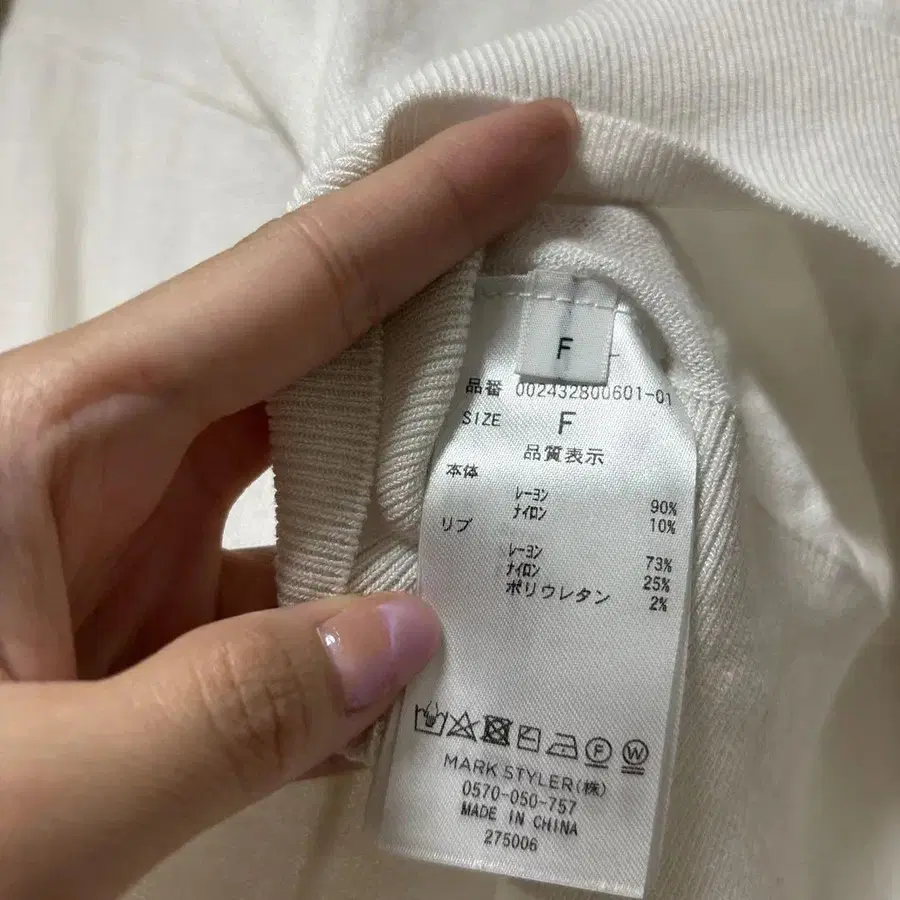 F
品番 002432800601-01
SIZE F
品質表示
本体
ﾚｰﾖﾝ 90%
ﾅｲﾛﾝ 10%
リブ
ﾚｰﾖﾝ 73%
ﾅｲﾛﾝ 25%
ポリウレタン 2%
F W
MARK STYLER(株)
0570-050-757
MADE IN CHINA
275006